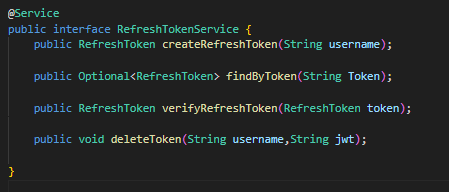 @Service
public interface RefreshTokenService {
public RefreshToken createRefreshToken(String username);
public Optional<RefreshToken> findByToken(String Token);
public RefreshToken verifyRefreshToken(RefreshToken token);
public void deleteToken(String username,String jwt);
}